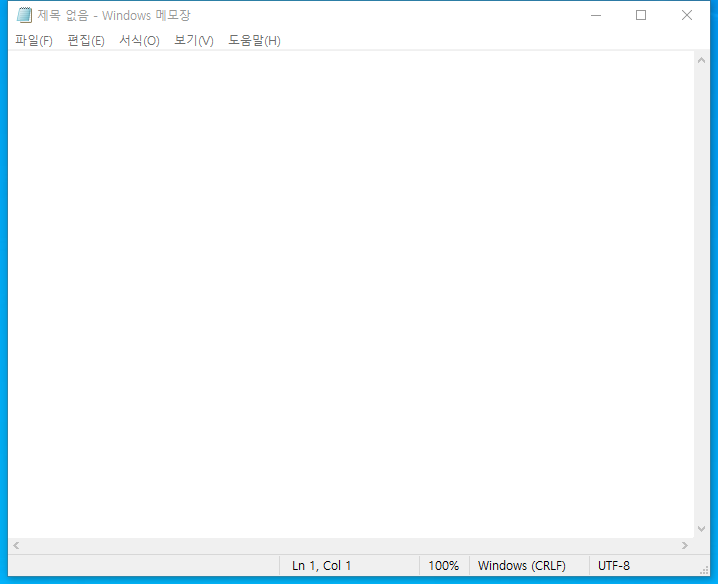 제목 없음 - Windows 메모장
파일(F) 편집(E) 서식(O) 보기(V) 도움말(H)
Ln 1, Col 1 100% Windows (CRLF) UTF-8